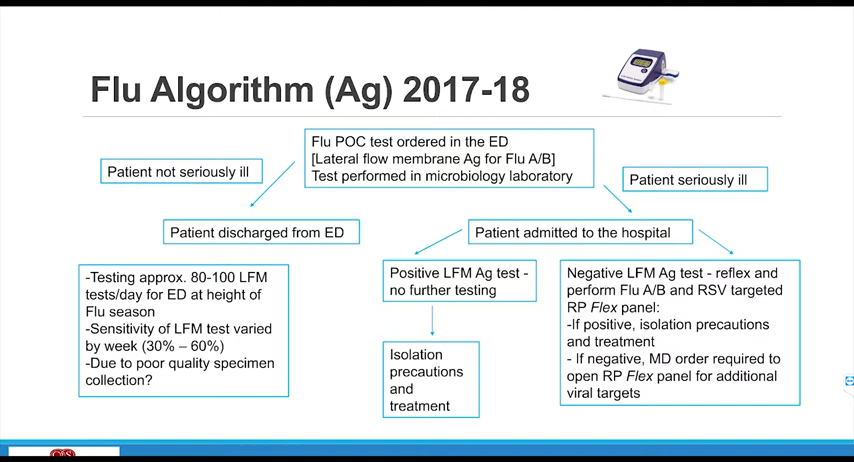 Flu Algorithm (Ag) 2017-18
Flu POC test ordered in the ED
[Lateral flow membrane Ag for Flu A/B]
Test performed in microbiology laboratory
Patient not seriously ill
Patient seriously ill
Patient discharged from ED
Patient admitted to the hospital
-Testing approx. 80-100 LFM
tests/day for ED at height of
Flu season
-Sensitivity of LFM test varied
by week (30% – 60%)
-Due to poor quality specimen
collection?
Positive LFM Ag test -
no further testing
Isolation
precautions
and
treatment
Negative LFM Ag test - reflex and
perform Flu A/B and RSV targeted
RP Flex panel:
-If positive, isolation precautions
and treatment
- If negative, MD order required to
open RP Flex panel for additional
viral targets